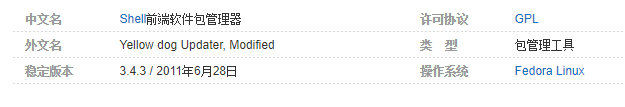 中文名 Shell前端软件包管理器 许可协议 GPL
外文名 Yellow dog Updater, Modified 类 型 包管理工具
稳定版本 3.4.3 / 2011年6月28日 操作系统 Fedora Linux